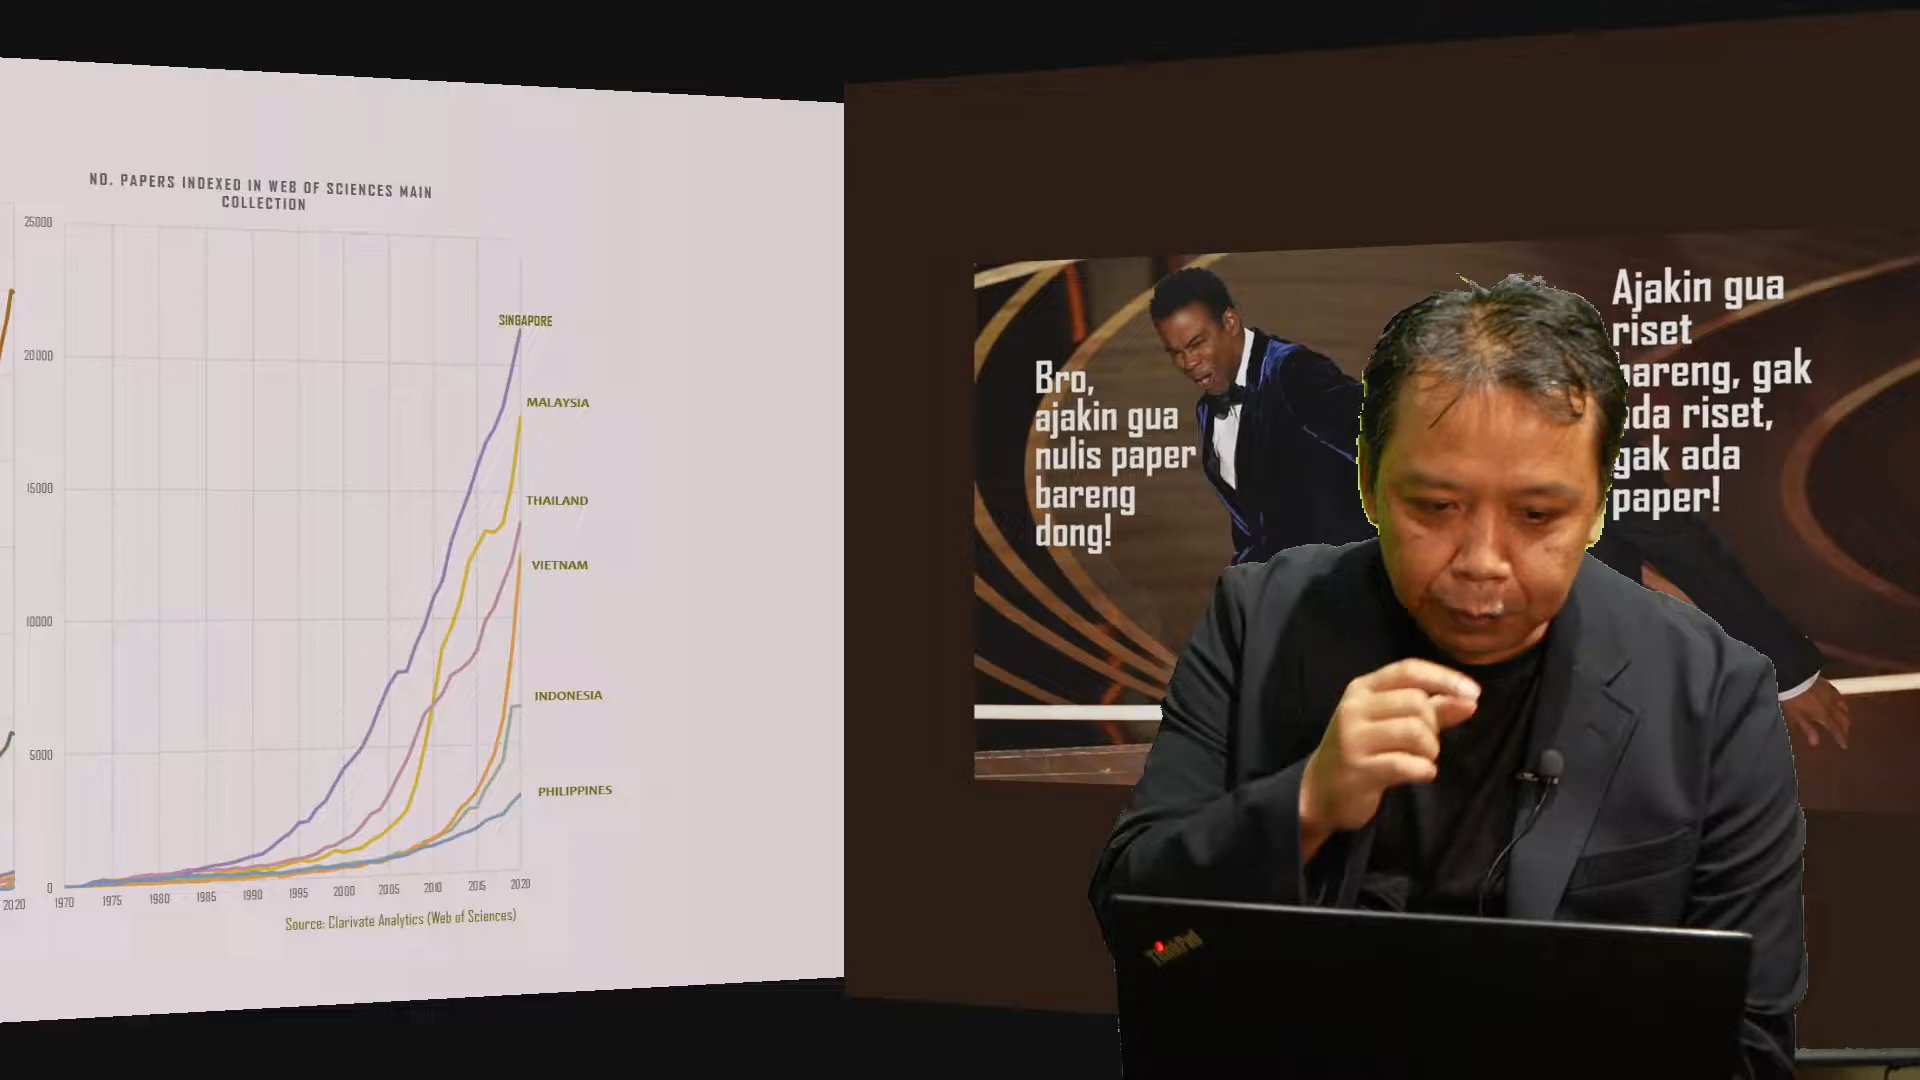 NO. PAPERS INDEXED IN WEB OF SCIENCES MAIN
COLLECTION
25000
20000
15000
10000
5000
0
2020
1970
1975
1980
1985
1990
1995
2000
2005
2010
2015
2020
SINGAPORE
MALAYSIA
THAILAND
VIETNAM
INDONESIA
PHILIPPINES
Source: Clarivate Analytics (Web of Sciences)
Bro,
ajakin gua
nulis paper
bareng
dong!
Ajakin gua
riset
bareng, gak
ada riset,
gak ada
paper!
ThinkPad